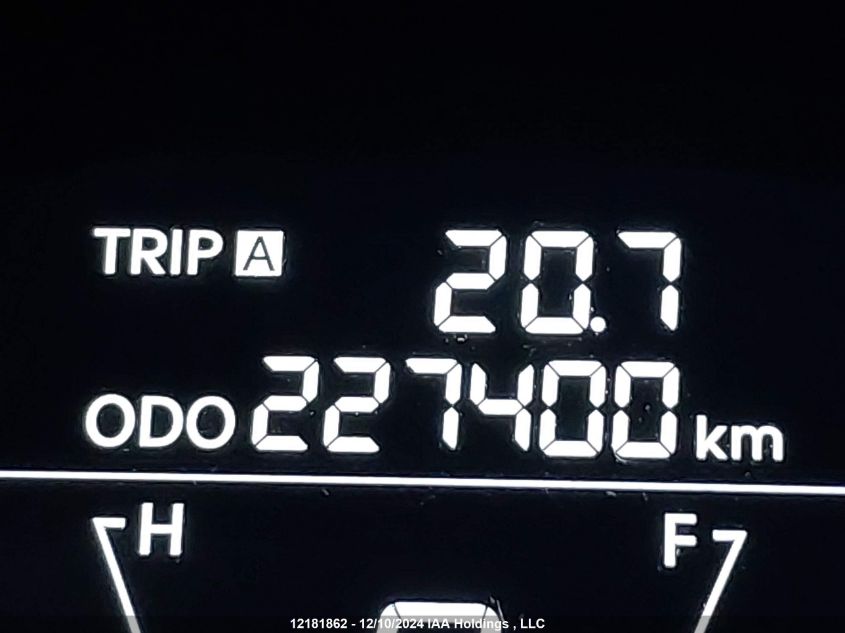 TRIP A 20.7
ODO 227400 km
H F
12181862 - 12/10/2024 IAA Holdings , LLC